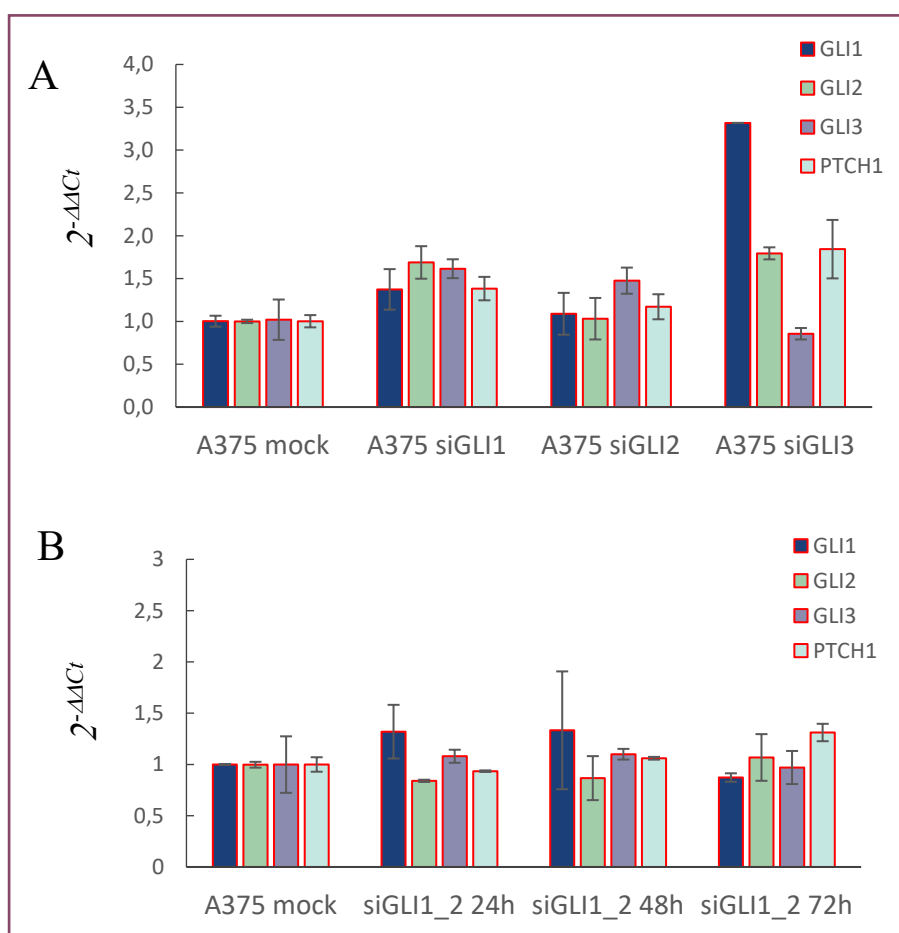 A
GLI1
GLI2
GLI3
PTCH1
2-ΔΔCt
4,0
3,5
3,0
2,5
2,0
1,5
1,0
0,5
0,0
A375 mock A375 siGLI1 A375 siGLI2 A375 siGLI3
B
GLI1
GLI2
GLI3
PTCH1
2-ΔΔCt
3
2,5
2
1,5
1
0,5
0
A375 mock siGLI1_2 24h siGLI1_2 48h siGLI1_2 72h